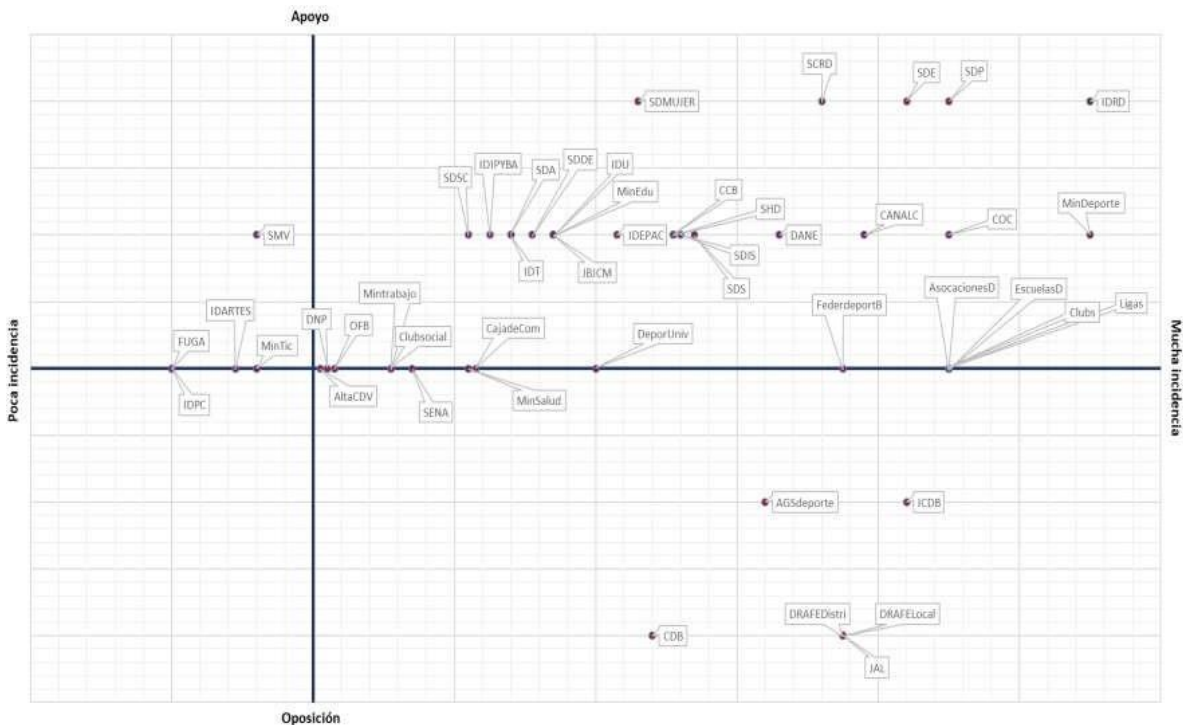 Apoyo
SCRD
SDE
SDP
SDMUJER
IDRD
IDIPYBA
SDA
SDDE
IDU
SDSC
MinEdu
CCB
SHD
MinDeporte
CANALC
COC
SMV
IDEPAC
DANE
SDIS
IDT
JBICM
SDS
Mintrabajo
AsocacionesD
EscuelasD
IDARTES
DNP
OFB
Clubsocial
CajadeCom
DeporUniv
FederdeportB
Clubs
Ligas
FUGA
MinTic
IDPC
AltaCDV
SENA
MinSalud
Poca incidencia
Mucha incidencia
AGSdeporte
ICDB
DRAFEDistri
DRAFELocal
CDB
JAL
Oposición